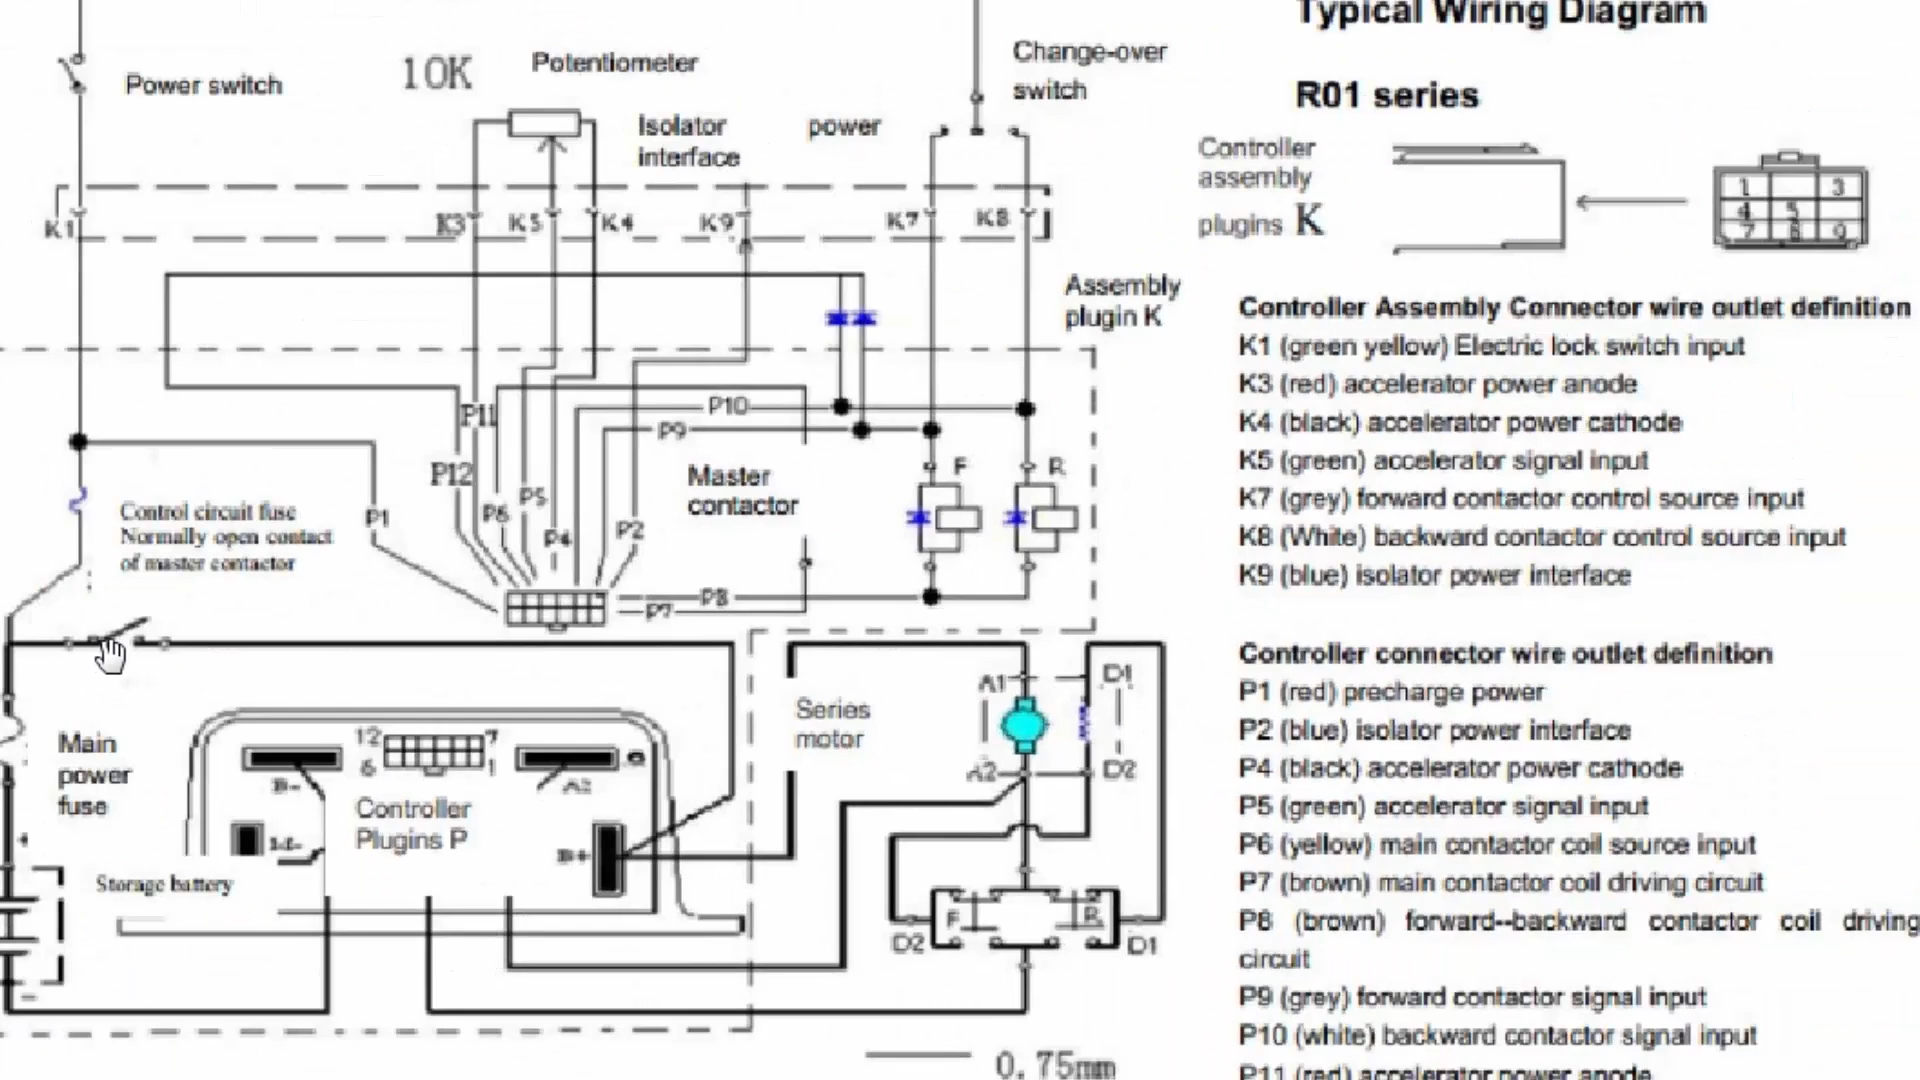 Typical Wiring Diagram
R01 series
Power switch
10K
Potentiometer
Change-over
switch
Isolator power
interface
K1
K3
K5
K4
K9
K7
K8
Controller
assembly
plugins K
1
3
4
5
7
8
9
Assembly
plugin K
P11
P10
P9
P12
P1
P6
P5
P4
P2
Master
contactor
F
R
Control circuit fuse
Normally open contact
of master contactor
P8
P7
Main
power
fuse
12
7
6
1
B-
A2
Controller
Plugins P
B+
Storage battery
Series
motor
A1
D1
A2
D2
F
R
D2
D1
0.75mm
Controller Assembly Connector wire outlet definition
K1 (green yellow) Electric lock switch input
K3 (red) accelerator power anode
K4 (black) accelerator power cathode
K5 (green) accelerator signal input
K7 (grey) forward contactor control source input
K8 (White) backward contactor control source input
K9 (blue) isolator power interface
Controller connector wire outlet definition
P1 (red) precharge power
P2 (blue) isolator power interface
P4 (black) accelerator power cathode
P5 (green) accelerator signal input
P6 (yellow) main contactor coil source input
P7 (brown) main contactor coil driving circuit
P8 (brown) forward--backward contactor coil driving
circuit
P9 (grey) forward contactor signal input
P10 (white) backward contactor signal input
P11 (red) accelerator power anode